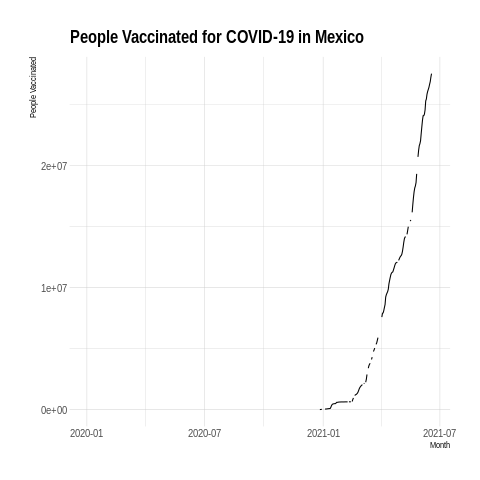 People Vaccinated for COVID-19 in Mexico
People Vaccinated
2e+07
1e+07
0e+00
2020-01 2020-07 2021-01 2021-07
Month